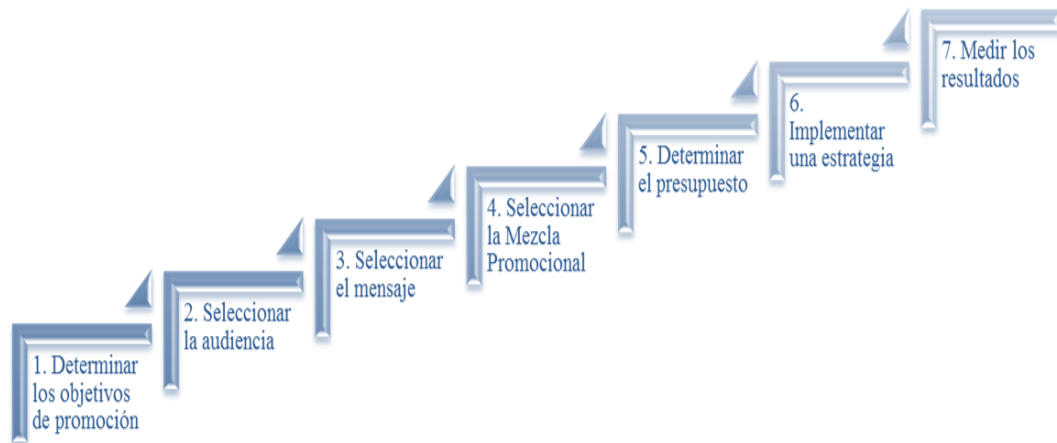 1. Determinar
los objetivos
de promoción
2. Seleccionar
la audiencia
3. Seleccionar
el mensaje
4. Seleccionar
la Mezcla
Promocional
5. Determinar
el presupuesto
6.
Implementar
una estrategia
7. Medir los
resultados